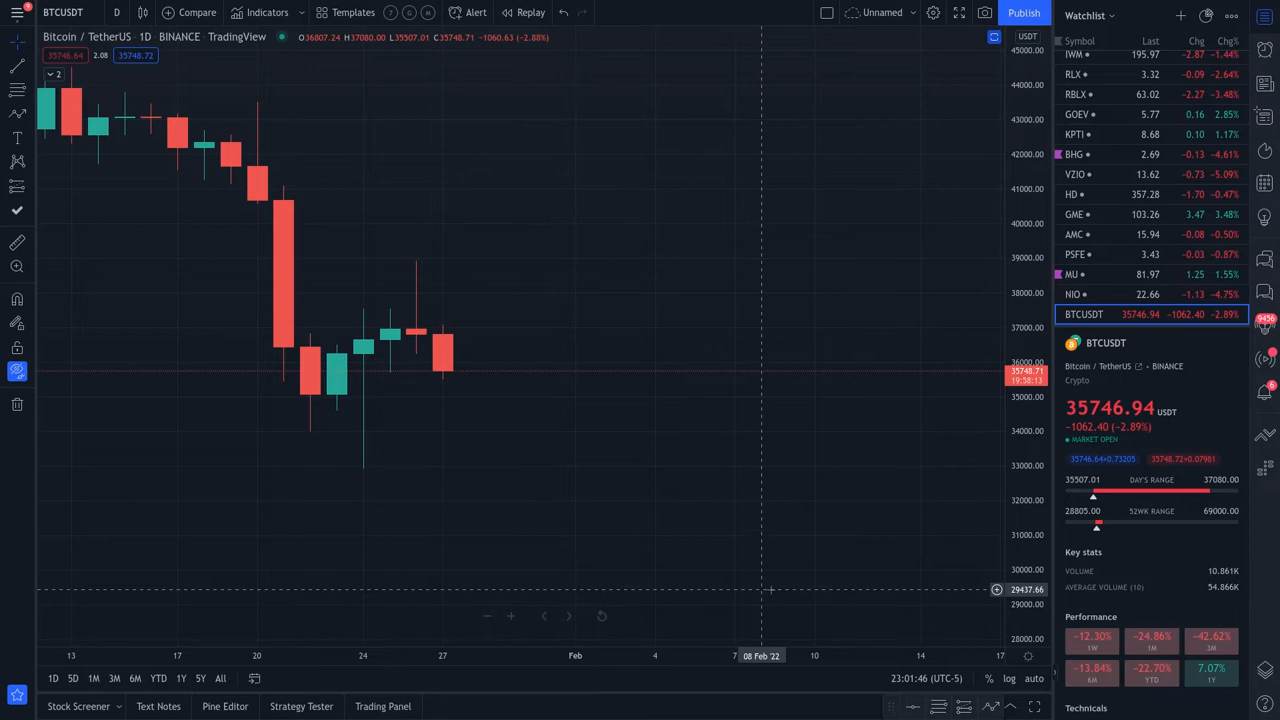 9
BTCUSDT
D
Compare
Indicators
Templates
7
G
M
Alert
Replay
Unnamed
Publish
Bitcoin / TetherUS · 1D · BINANCE · TradingView
O36807.24 H37080.00 L35507.01 C35748.71 −1060.63 (−2.88%)
35746.64
2.08
35748.72
2
USDT
45000.00
44000.00
43000.00
42000.00
41000.00
40000.00
39000.00
38000.00
37000.00
36000.00
35748.71
19:58:13
35000.00
34000.00
33000.00
32000.00
31000.00
30000.00
29437.66
29000.00
28000.00
13
17
20
24
27
Feb
4
7
08 Feb '22
10
14
17
1D
5D
1M
3M
6M
YTD
1Y
5Y
All
23:01:46 (UTC-5)
%
log
auto
Stock Screener
Text Notes
Pine Editor
Strategy Tester
Trading Panel
Watchlist
Symbol Last Chg Chg%
IWM 195.97 −2.87 −1.44%
RLX 3.32 −0.09 −2.64%
RBLX 63.02 −2.27 −3.48%
GOEV 5.77 0.16 2.85%
KPTI 8.68 0.10 1.17%
BHG 2.69 −0.13 −4.61%
VZIO 13.62 −0.73 −5.09%
HD 357.28 −1.70 −0.47%
GME 103.26 3.47 3.48%
AMC 15.94 −0.08 −0.50%
PSFE 3.43 −0.03 −0.87%
MU 81.97 1.25 1.55%
NIO 22.66 −1.13 −4.75%
BTCUSDT 35746.94 −1062.40 −2.89%
BTCUSDT
Bitcoin / TetherUS · BINANCE
Crypto
35746.94 USDT
−1062.40 (−2.89%)
MARKET OPEN
35746.64×0.73205
35748.72×0.07981
35507.01 DAY'S RANGE 37080.00
28805.00 52WK RANGE 69000.00
Key stats
VOLUME 10.861K
AVERAGE VOLUME (10) 54.866K
Performance
−12.30%
1W
−24.86%
1M
−42.62%
3M
−13.84%
6M
−22.70%
YTD
7.07%
1Y
Technicals
9456
6